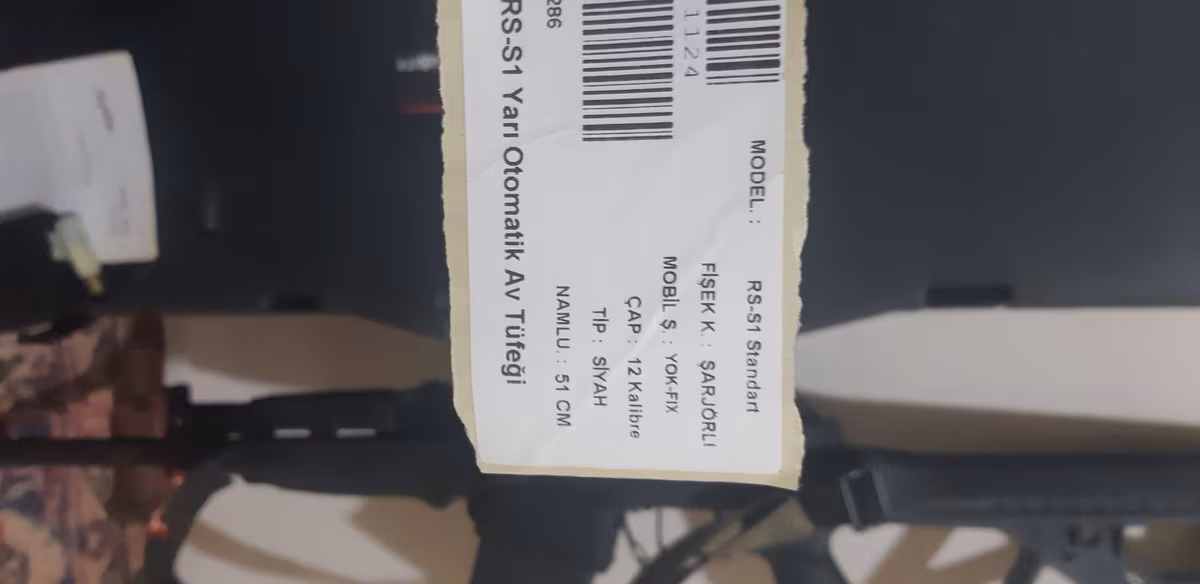 MODEL. : RS-S1 Standart
1124
FİŞEK K. : ŞARJÖRLÜ
MOBİL Ş. : YOK-FIX
ÇAP : 12 Kalibre
TİP : SİYAH
286
NAMLU. : 51 CM
RS-S1 Yarı Otomatik Av Tüfeği